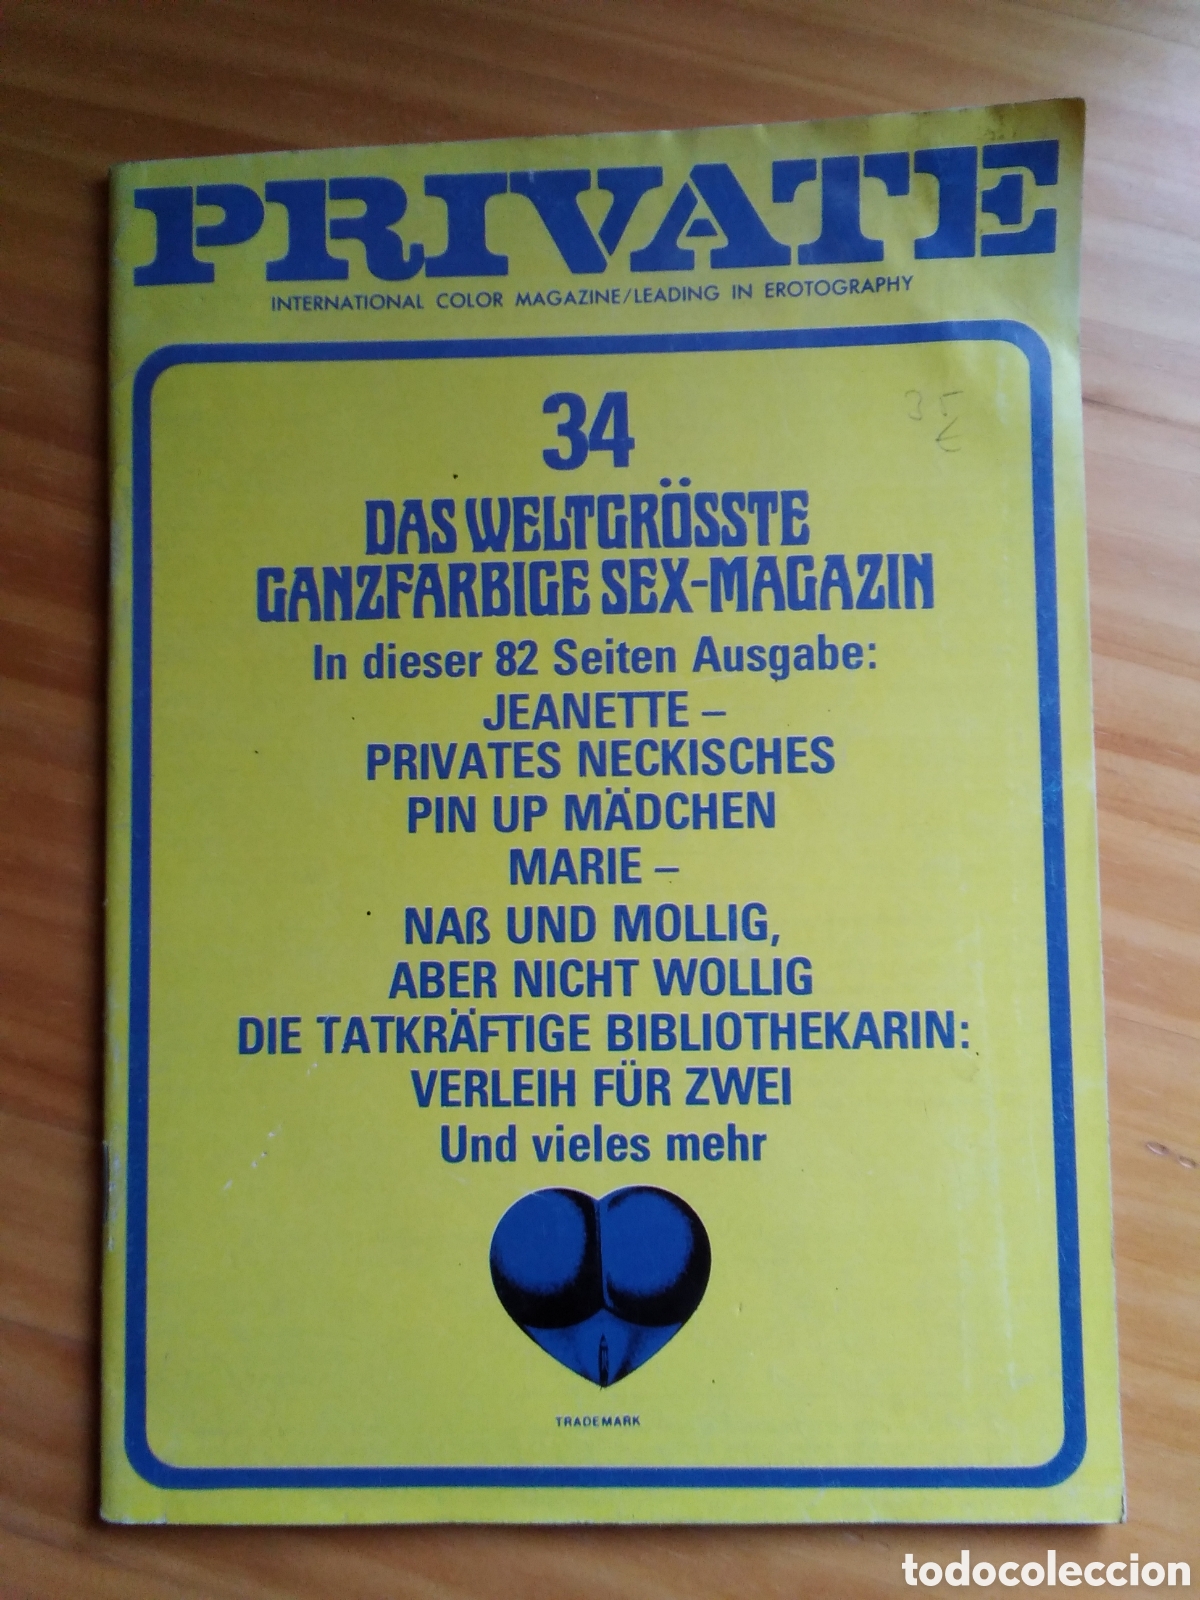 PRIVATE
INTERNATIONAL COLOR MAGAZINE/LEADING IN EROTOGRAPHY
34
35
€
DAS WELTGRÖSSTE
GANZFARBIGE SEX-MAGAZIN
In dieser 82 Seiten Ausgabe:
JEANETTE –
PRIVATES NECKISCHES
PIN UP MÄDCHEN
MARIE –
NAß UND MOLLIG,
ABER NICHT WOLLIG
DIE TATKRÄFTIGE BIBLIOTHEKARIN:
VERLEIH FÜR ZWEI
Und vieles mehr
TRADEMARK
todocoleccion